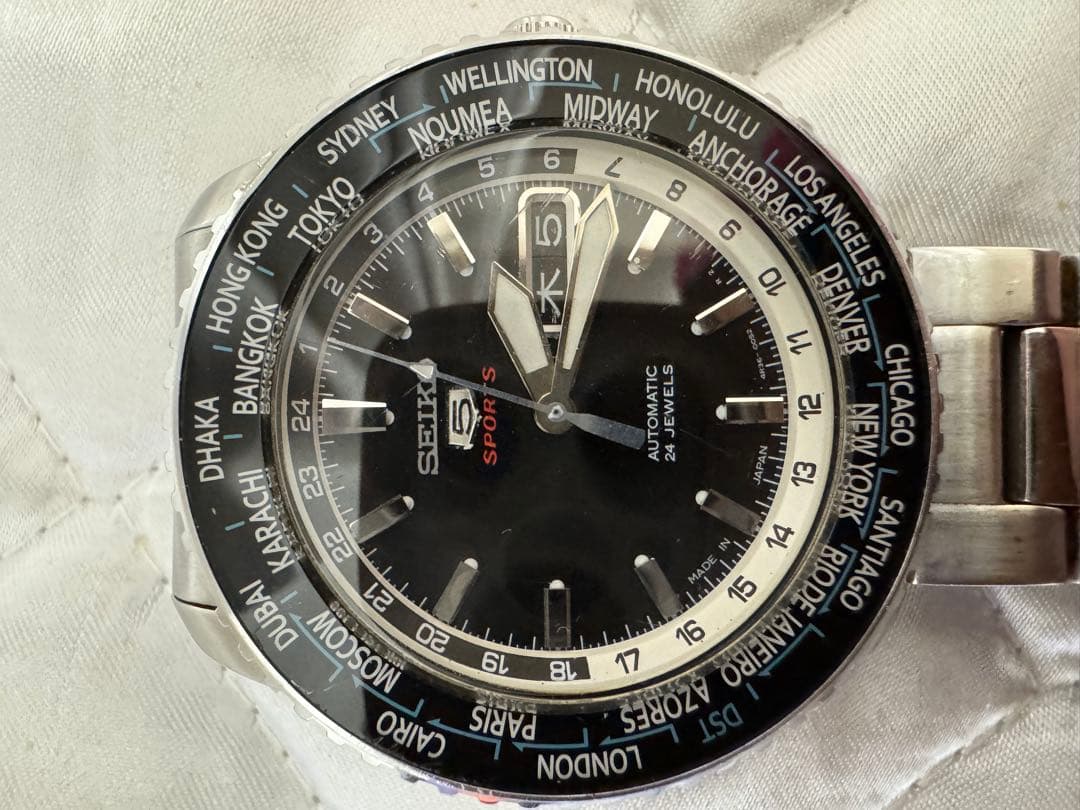 WELLINGTON
HONOLULU
LOS ANGELES
CHICAGO
SANTIAGO
RIO DE JANEIRO
DST
LONDON
CAIRO
DUBAI
DHAKA
HONG KONG
SYDNEY
NOUMEA
MIDWAY
ANCHORAGE
DENVER
NEW YORK
AZORES
PARIS
MOSCOW
KARACHI
BANGKOK
TOKYO
1
2
3
4
5
6
7
8
9
10
11
12
13
14
15
16
17
18
19
20
21
22
23
24
SEIKO
5
SPORTS
木 5
AUTOMATIC
24 JEWELS
MADE IN
JAPAN